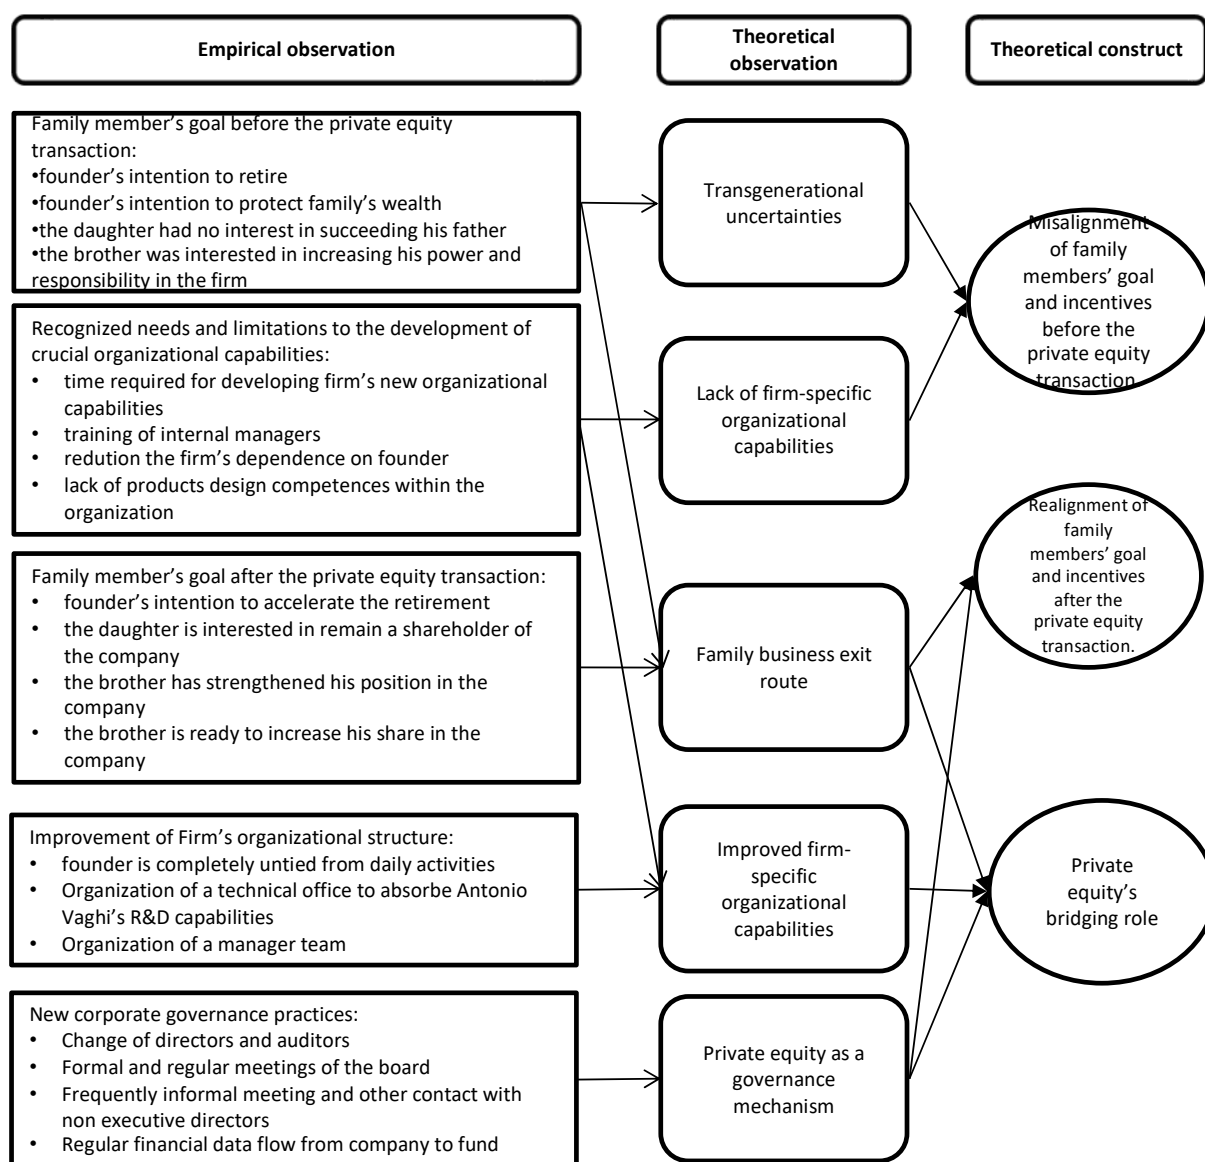 Empirical observation
Theoretical
observation
Theoretical construct
Family member's goal before the private equity
transaction:
•founder's intention to retire
•founder's intention to protect family's wealth
•the daughter had no interest in succeeding his father
•the brother was interested in increasing his power and
responsibility in the firm
Recognized needs and limitations to the development of
crucial organizational capabilities:
• time required for developing firm's new organizational
capabilities
• training of internal managers
• redution the firm's dependence on founder
• lack of products design competences within the
organization
Family member's goal after the private equity transaction:
• founder's intention to accelerate the retirement
• the daughter is interested in remain a shareholder of
the company
• the brother has strengthened his position in the
company
• the brother is ready to increase his share in the
company
Improvement of Firm's organizational structure:
• founder is completely untied from daily activities
• Organization of a technical office to absorbe Antonio
Vaghi's R&D capabilities
• Organization of a manager team
New corporate governance practices:
• Change of directors and auditors
• Formal and regular meetings of the board
• Frequently informal meeting and other contact with
non executive directors
• Regular financial data flow from company to fund
Transgenerational
uncertainties
Lack of firm-specific
organizational
capabilities
Family business exit
route
Improved firm-
specific
organizational
capabilities
Private equity as a
governance
mechanism
Misalignment
of family
members' goal
and incentives
before the
private equity
transaction
Realignment of
family
members' goal
and incentives
after the
private equity
transaction.
Private
equity's
bridging role